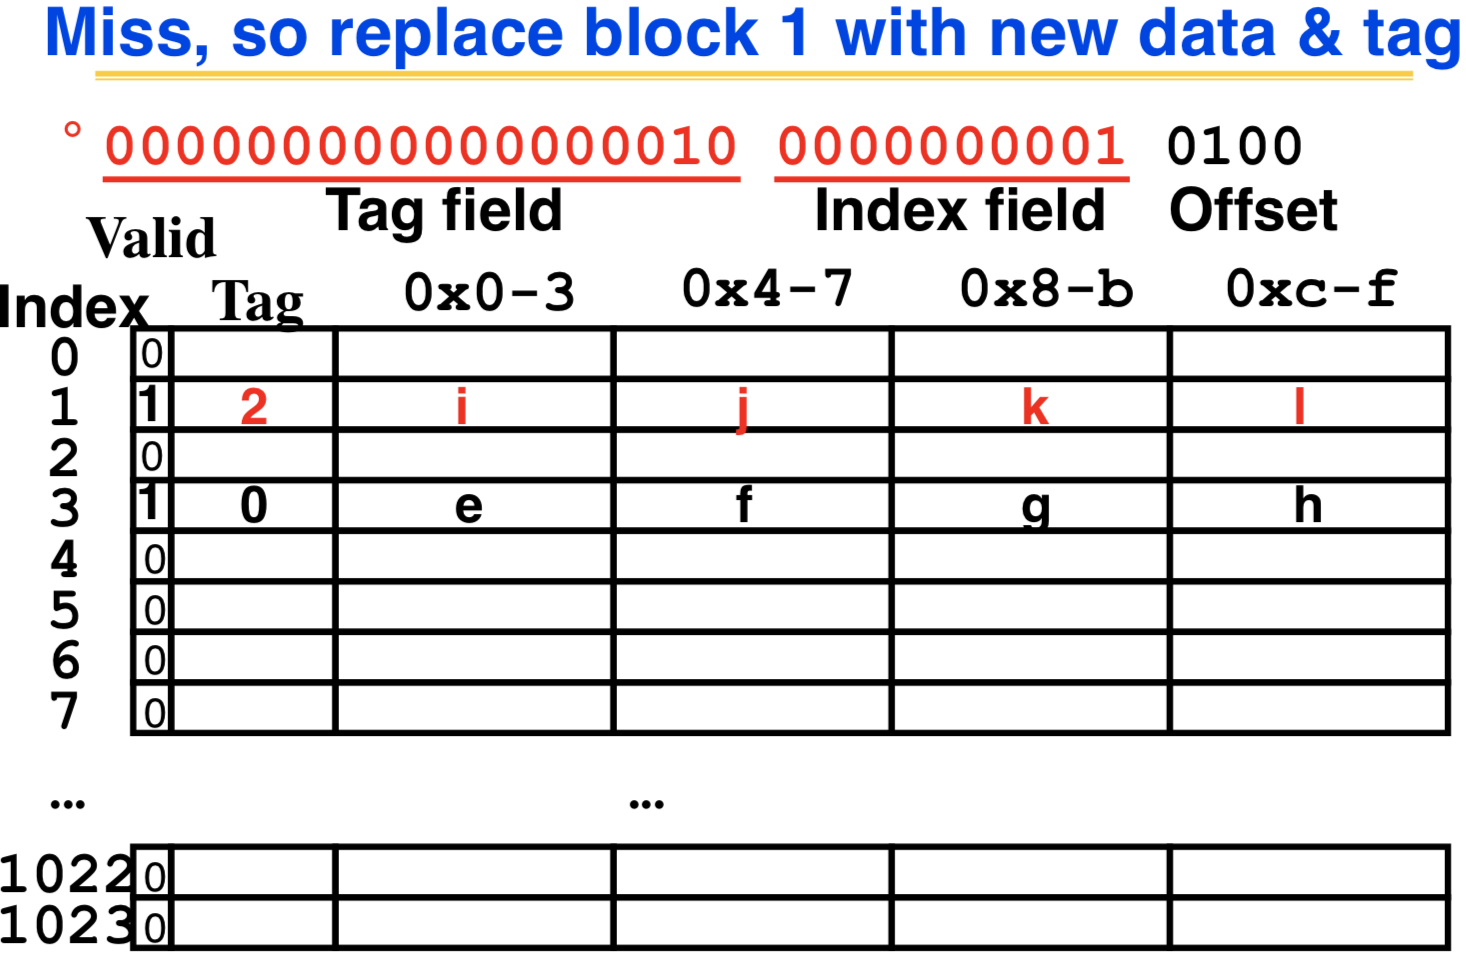 Miss, so replace block 1 with new data & tag
° 000000000000000010 0000000001 0100
Tag field Index field Offset
Valid
Index Tag 0x0-3 0x4-7 0x8-b 0xc-f
0 0
1 1 2 i j k l
2 0
3 1 0 e f g h
4 0
5 0
6 0
7 0
... ...
1022 0
1023 0